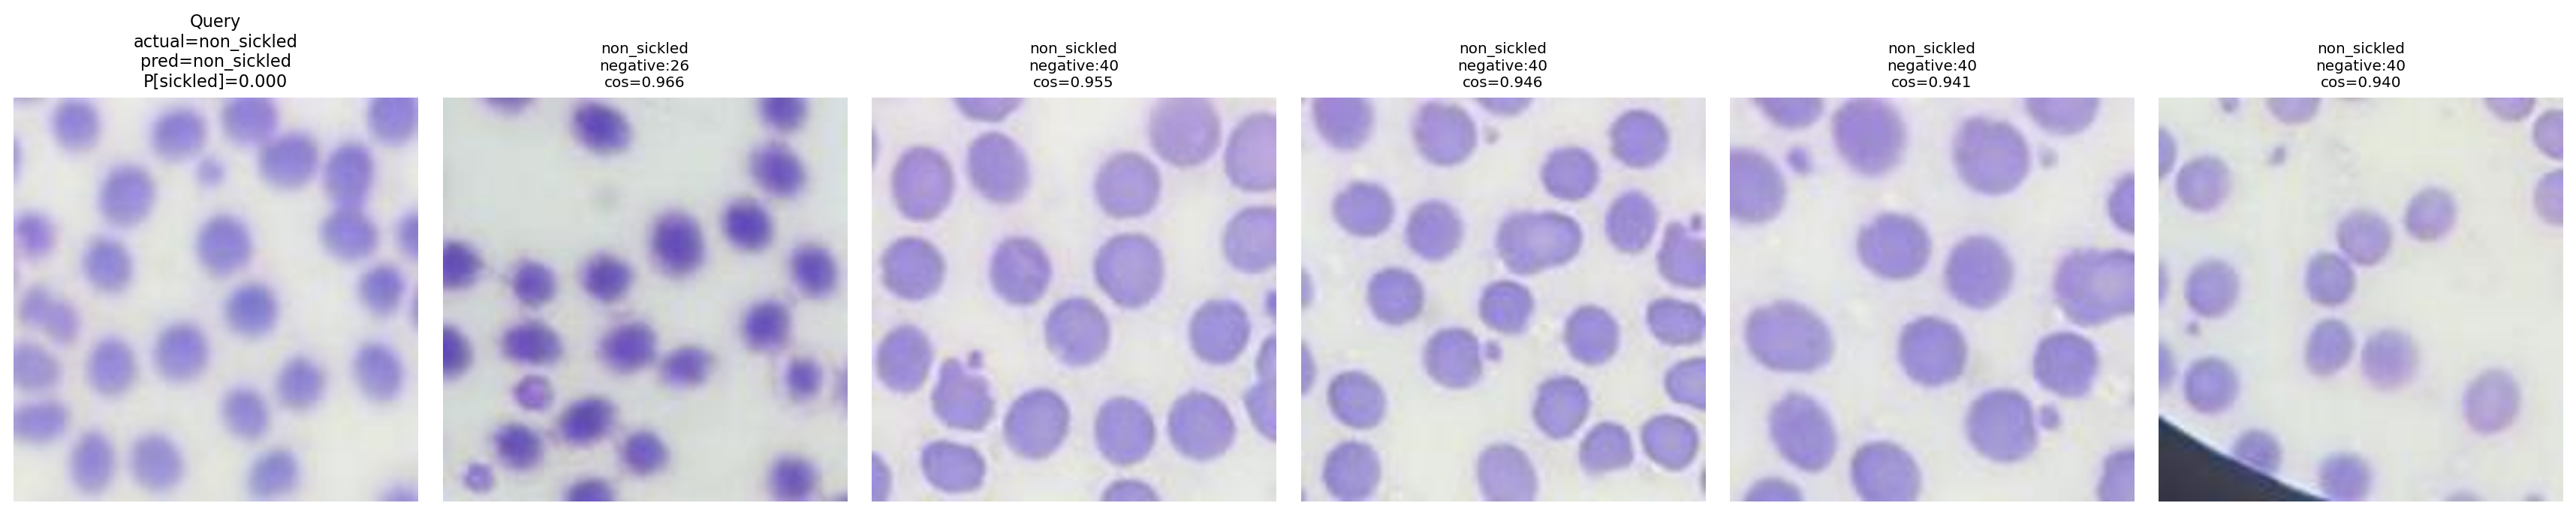 Query
actual=non_sickled
pred=non_sickled
P[sickled]=0.000
non_sickled
negative:26
cos=0.966
non_sickled
negative:40
cos=0.955
non_sickled
negative:40
cos=0.946
non_sickled
negative:40
cos=0.941
non_sickled
negative:40
cos=0.940